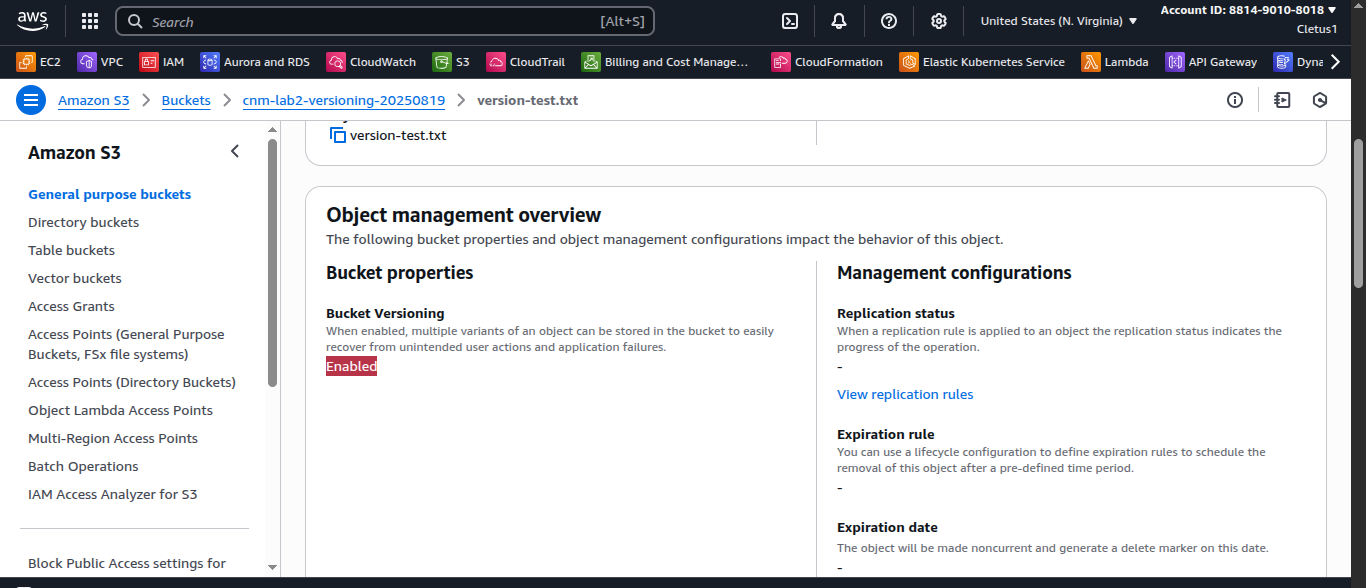 aws
Search [Alt+S]
United States (N. Virginia)
Account ID: 8814-9010-8018
Cletus1
EC2 VPC IAM Aurora and RDS CloudWatch S3 CloudTrail Billing and Cost Manage... CloudFormation Elastic Kubernetes Service Lambda API Gateway Dyna
Amazon S3 Buckets cnm-lab2-versioning-20250819 version-test.txt
Amazon S3
General purpose buckets
Directory buckets
Table buckets
Vector buckets
Access Grants
Access Points (General Purpose
Buckets, FSx file systems)
Access Points (Directory Buckets)
Object Lambda Access Points
Multi-Region Access Points
Batch Operations
IAM Access Analyzer for S3
Block Public Access settings for
version-test.txt
Object management overview
The following bucket properties and object management configurations impact the behavior of this object.
Bucket properties
Bucket Versioning
When enabled, multiple variants of an object can be stored in the bucket to easily
recover from unintended user actions and application failures.
Enabled
Management configurations
Replication status
When a replication rule is applied to an object the replication status indicates the
progress of the operation.
-
View replication rules
Expiration rule
You can use a lifecycle configuration to define expiration rules to schedule the
removal of this object after a pre-defined time period.
-
Expiration date
The object will be made noncurrent and generate a delete marker on this date.
-